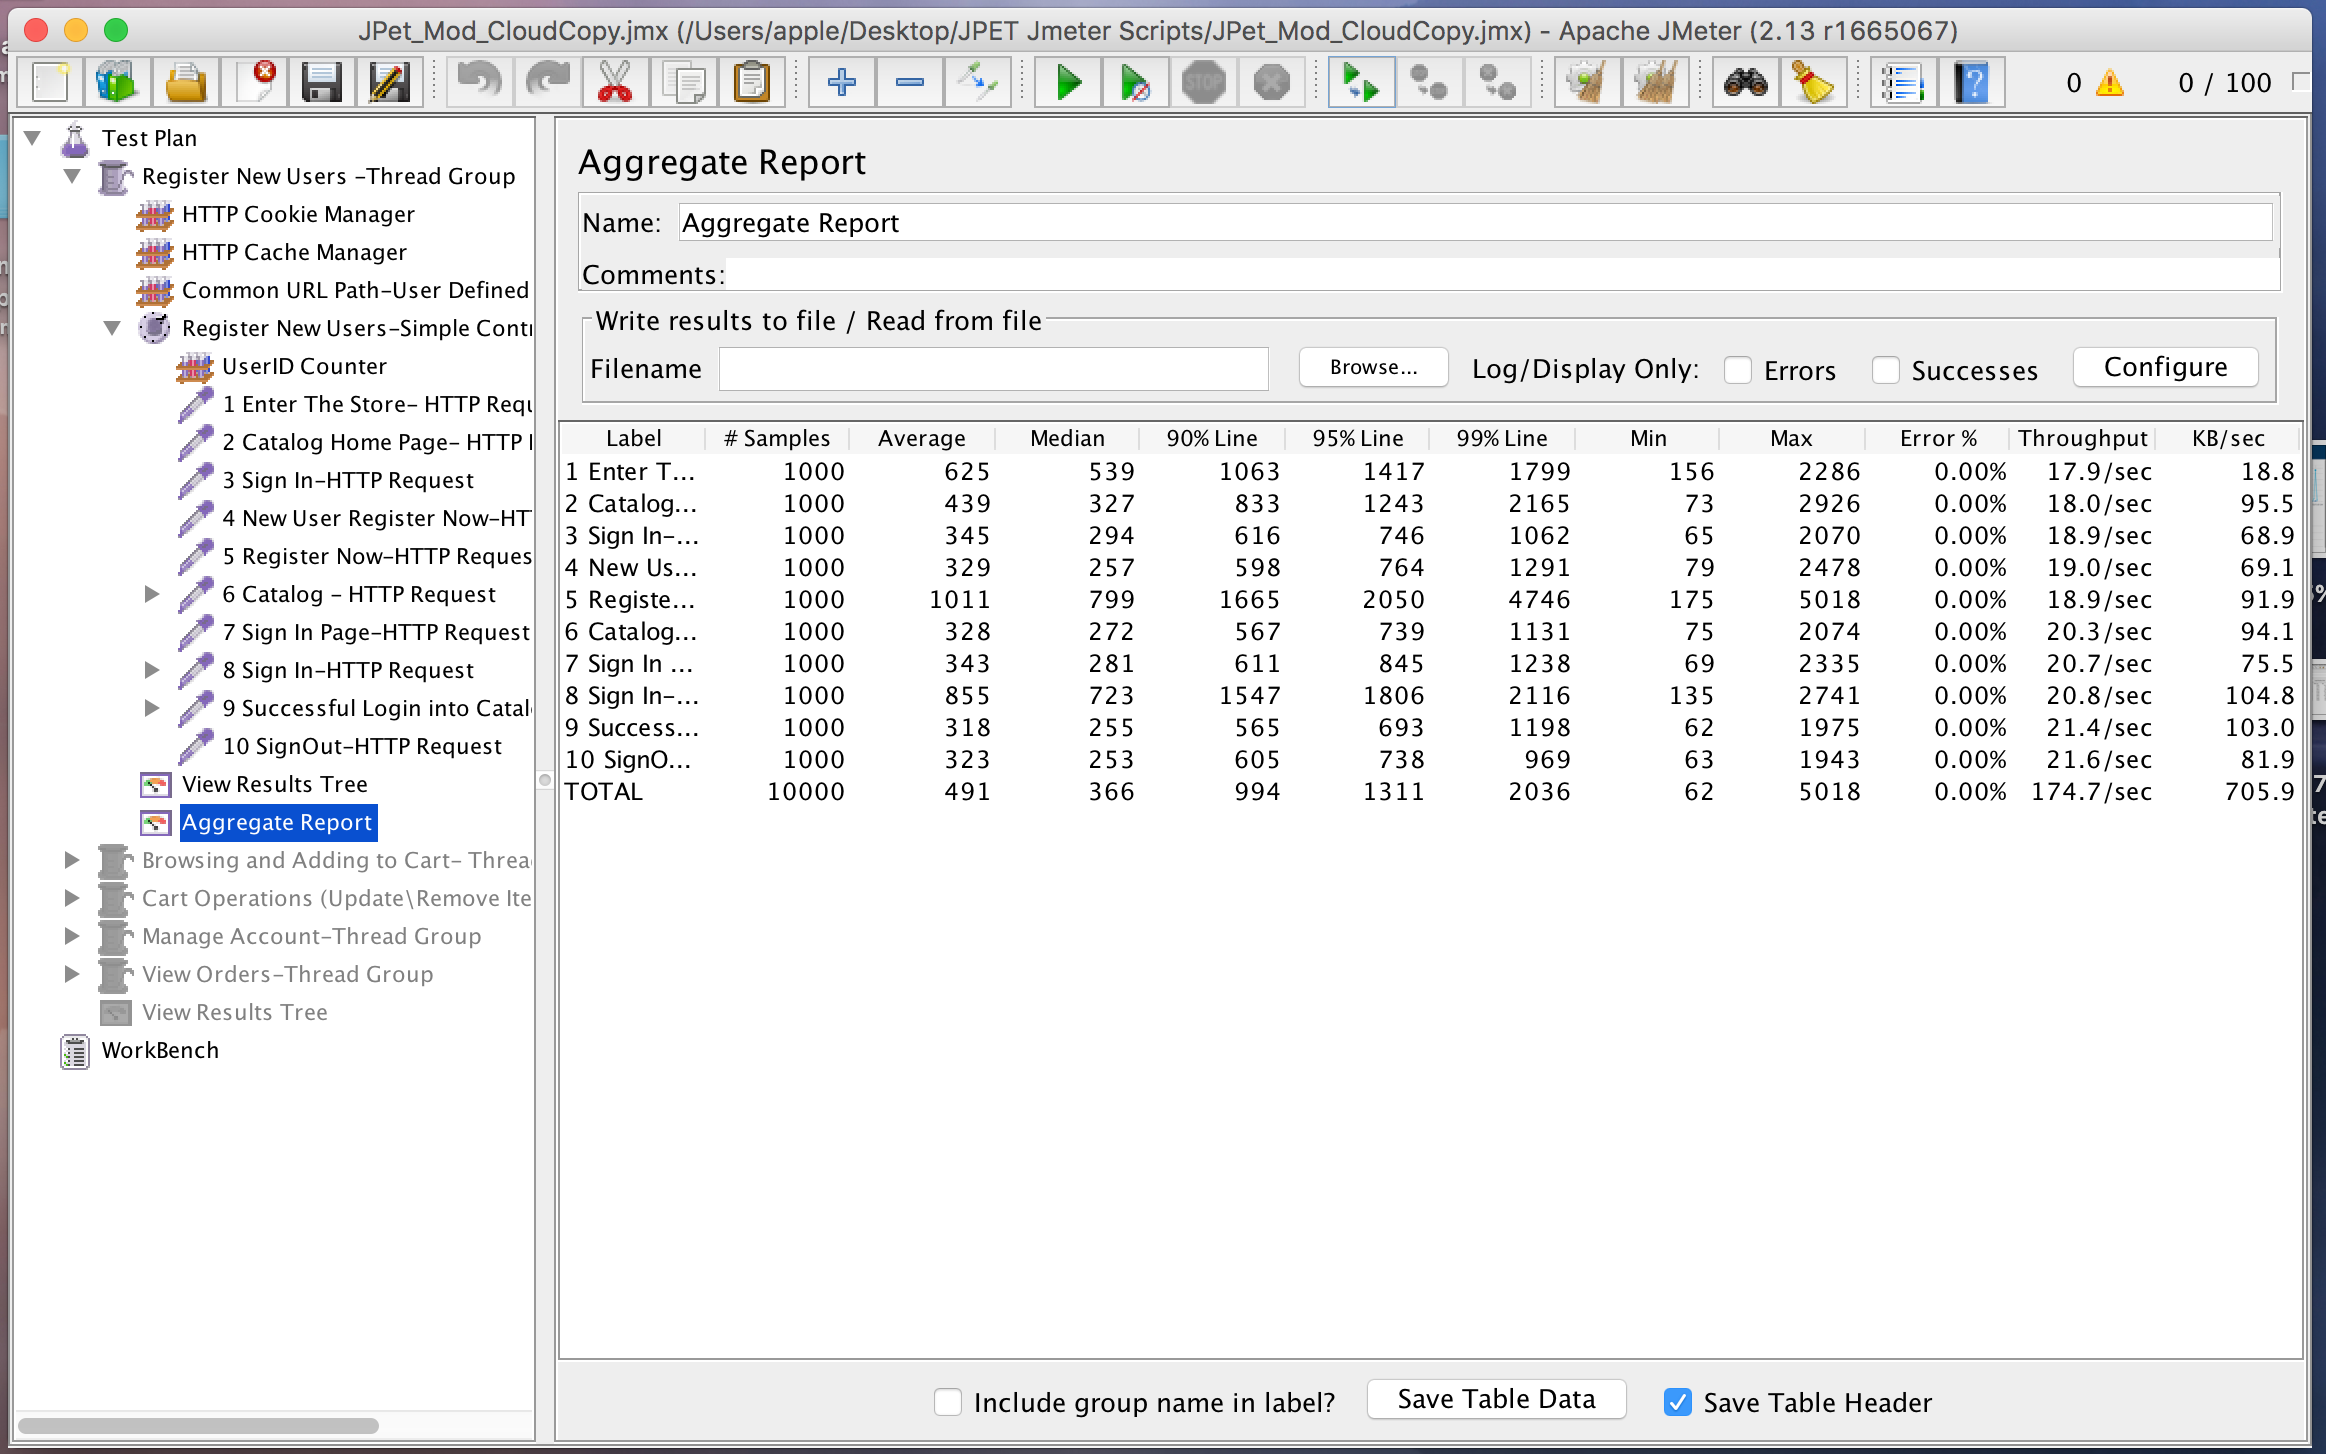 JPet_Mod_CloudCopy.jmx (/Users/apple/Desktop/JPET Jmeter Scripts/JPet_Mod_CloudCopy.jmx) - Apache JMeter (2.13 r1665067)
STOP
0 0 / 100
Test Plan
Register New Users -Thread Group
HTTP Cookie Manager
HTTP Cache Manager
Common URL Path-User Defined
Register New Users-Simple Contr
UserID Counter
1 Enter The Store- HTTP Requ
2 Catalog Home Page- HTTP
3 Sign In-HTTP Request
4 New User Register Now-HT
5 Register Now-HTTP Reques
6 Catalog - HTTP Request
7 Sign In Page-HTTP Request
8 Sign In-HTTP Request
9 Successful Login into Catal
10 SignOut-HTTP Request
View Results Tree
Aggregate Report
Browsing and Adding to Cart- Threa
Cart Operations (Update\Remove Ite
Manage Account-Thread Group
View Orders-Thread Group
View Results Tree
WorkBench
Aggregate Report
Name: Aggregate Report
Comments:
Write results to file / Read from file
Filename Browse... Log/Display Only: Errors Successes Configure
Label # Samples Average Median 90% Line 95% Line 99% Line Min Max Error % Throughput KB/sec
1 Enter T... 1000 625 539 1063 1417 1799 156 2286 0.00% 17.9/sec 18.8
2 Catalog... 1000 439 327 833 1243 2165 73 2926 0.00% 18.0/sec 95.5
3 Sign In-... 1000 345 294 616 746 1062 65 2070 0.00% 18.9/sec 68.9
4 New Us... 1000 329 257 598 764 1291 79 2478 0.00% 19.0/sec 69.1
5 Registe... 1000 1011 799 1665 2050 4746 175 5018 0.00% 18.9/sec 91.9
6 Catalog... 1000 328 272 567 739 1131 75 2074 0.00% 20.3/sec 94.1
7 Sign In ... 1000 343 281 611 845 1238 69 2335 0.00% 20.7/sec 75.5
8 Sign In-... 1000 855 723 1547 1806 2116 135 2741 0.00% 20.8/sec 104.8
9 Success... 1000 318 255 565 693 1198 62 1975 0.00% 21.4/sec 103.0
10 SignO... 1000 323 253 605 738 969 63 1943 0.00% 21.6/sec 81.9
TOTAL 10000 491 366 994 1311 2036 62 5018 0.00% 174.7/sec 705.9
Include group name in label? Save Table Data Save Table Header